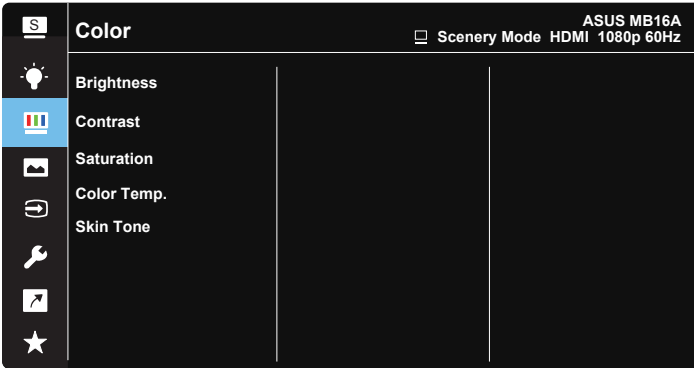 S
Color
ASUS MB16A
Scenery Mode HDMI 1080p 60Hz
Brightness
Contrast
Saturation
Color Temp.
Skin Tone